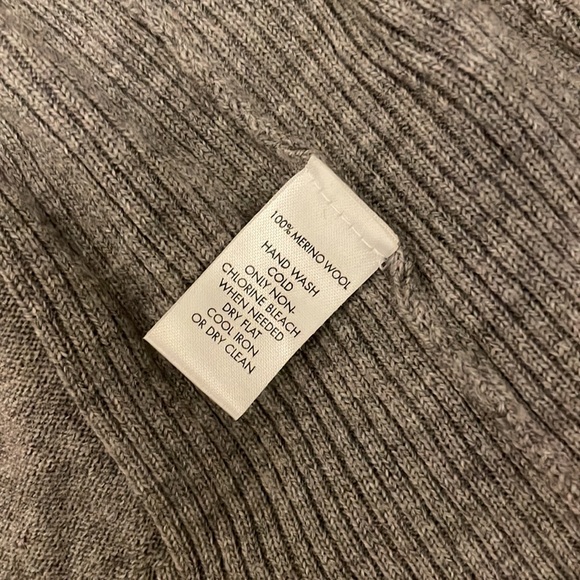 100% MERINO WOOL
HAND WASH
COLD
ONLY NON-
CHLORINE BLEACH
WHEN NEEDED
DRY FLAT
COOL IRON
OR DRY CLEAN